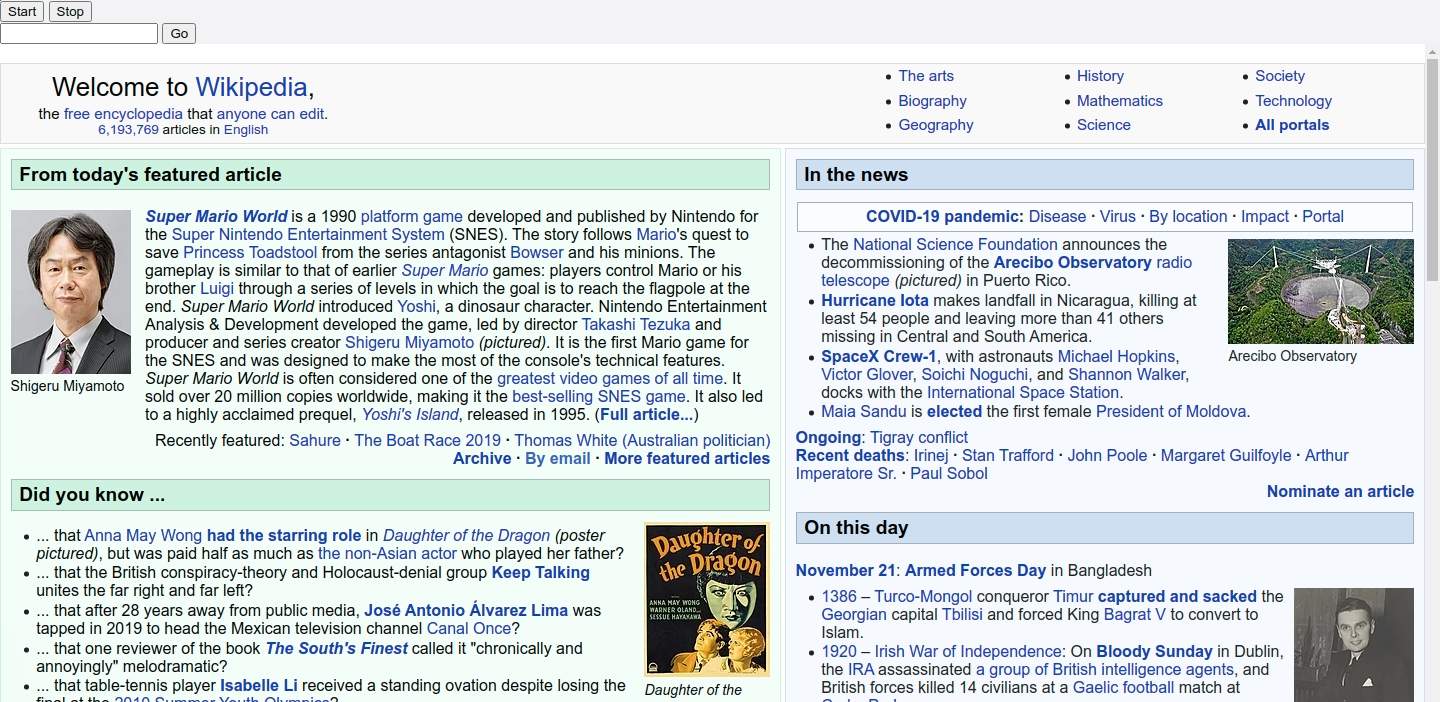 Start Stop
Go
Welcome to Wikipedia,
the free encyclopedia that anyone can edit.
6,193,769 articles in English
The arts
Biography
Geography
History
Mathematics
Science
Society
Technology
All portals
From today's featured article
Shigeru Miyamoto
Super Mario World is a 1990 platform game developed and published by Nintendo for
the Super Nintendo Entertainment System (SNES). The story follows Mario's quest to
save Princess Toadstool from the series antagonist Bowser and his minions. The
gameplay is similar to that of earlier Super Mario games: players control Mario or his
brother Luigi through a series of levels in which the goal is to reach the flagpole at the
end. Super Mario World introduced Yoshi, a dinosaur character. Nintendo Entertainment
Analysis & Development developed the game, led by director Takashi Tezuka and
producer and series creator Shigeru Miyamoto (pictured). It is the first Mario game for
the SNES and was designed to make the most of the console's technical features.
Super Mario World is often considered one of the greatest video games of all time. It
sold over 20 million copies worldwide, making it the best-selling SNES game. It also led
to a highly acclaimed prequel, Yoshi's Island, released in 1995. (Full article...)
Recently featured: Sahure · The Boat Race 2019 · Thomas White (Australian politician)
Archive · By email · More featured articles
Did you know ...
... that Anna May Wong had the starring role in Daughter of the Dragon (poster
pictured), but was paid half as much as the non-Asian actor who played her father?
... that the British conspiracy-theory and Holocaust-denial group Keep Talking
unites the far right and far left?
... that after 28 years away from public media, José Antonio Álvarez Lima was
tapped in 2019 to head the Mexican television channel Canal Once?
... that one reviewer of the book The South's Finest called it "chronically and
annoyingly" melodramatic?
... that table-tennis player Isabelle Li received a standing ovation despite losing the
final at the 2010 Summer Youth Olympics?
Daughter of
the Dragon
ANNA MAY WONG
WARNER OLAND
SESSUE HAYAKAWA
Daughter of the
In the news
COVID-19 pandemic: Disease · Virus · By location · Impact · Portal
The National Science Foundation announces the
decommissioning of the Arecibo Observatory radio
telescope (pictured) in Puerto Rico.
Hurricane Iota makes landfall in Nicaragua, killing at
least 54 people and leaving more than 41 others
missing in Central and South America.
SpaceX Crew-1, with astronauts Michael Hopkins,
Victor Glover, Soichi Noguchi, and Shannon Walker,
docks with the International Space Station.
Maia Sandu is elected the first female President of Moldova.
Arecibo Observatory
Ongoing: Tigray conflict
Recent deaths: Irinej · Stan Trafford · John Poole · Margaret Guilfoyle · Arthur
Imperatore Sr. · Paul Sobol
Nominate an article
On this day
November 21: Armed Forces Day in Bangladesh
1386 – Turco-Mongol conqueror Timur captured and sacked the
Georgian capital Tbilisi and forced King Bagrat V to convert to
Islam.
1920 – Irish War of Independence: On Bloody Sunday in Dublin,
the IRA assassinated a group of British intelligence agents, and
British forces killed 14 civilians at a Gaelic football match at